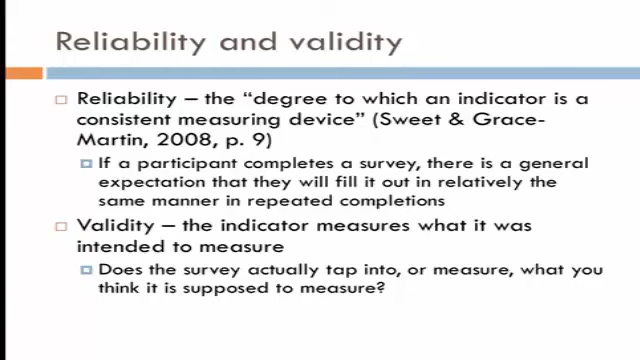 Reliability and validity
Reliability – the “degree to which an indicator is a
consistent measuring device” (Sweet & Grace-
Martin, 2008, p. 9)
If a participant completes a survey, there is a general
expectation that they will fill it out in relatively the
same manner in repeated completions
Validity – the indicator measures what it was
intended to measure
Does the survey actually tap into, or measure, what you
think it is supposed to measure?